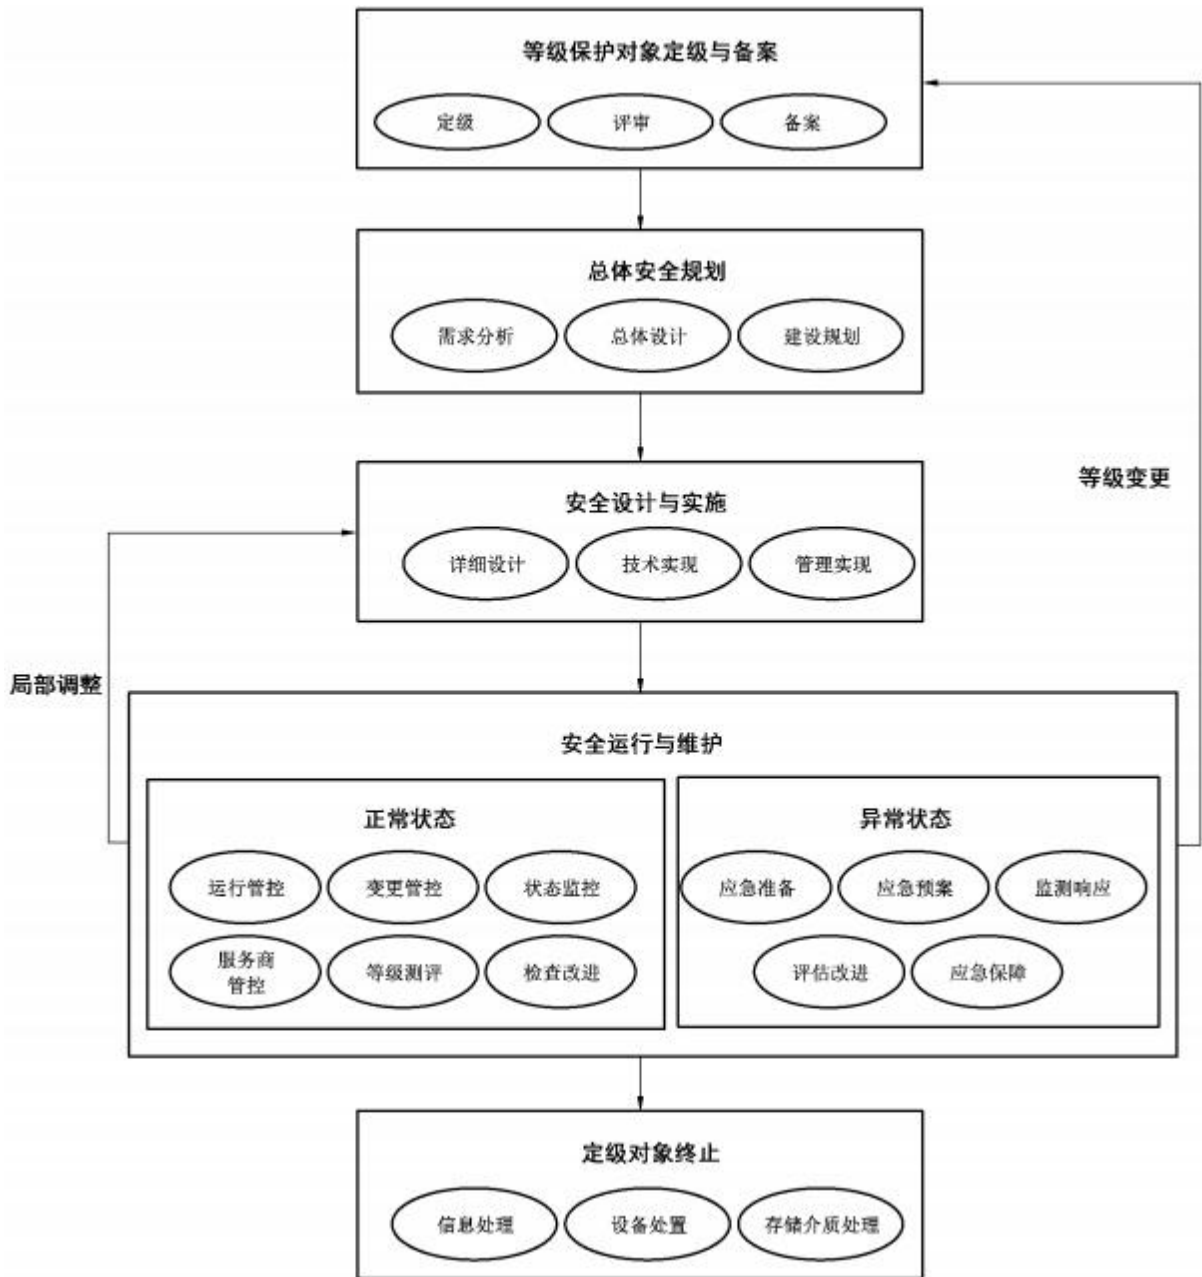 等级保护对象定级与备案
定级
评审
备案
总体安全规划
需求分析
总体设计
建设规划
等级变更
安全设计与实施
详细设计
技术实现
管理实现
局部调整
安全运行与维护
正常状态
运行管控
变更管控
状态监控
服务商
管控
等级测评
检查改进
异常状态
应急准备
应急预案
监测响应
评估改进
应急保障
定级对象终止
信息处理
设备处置
存储介质处理